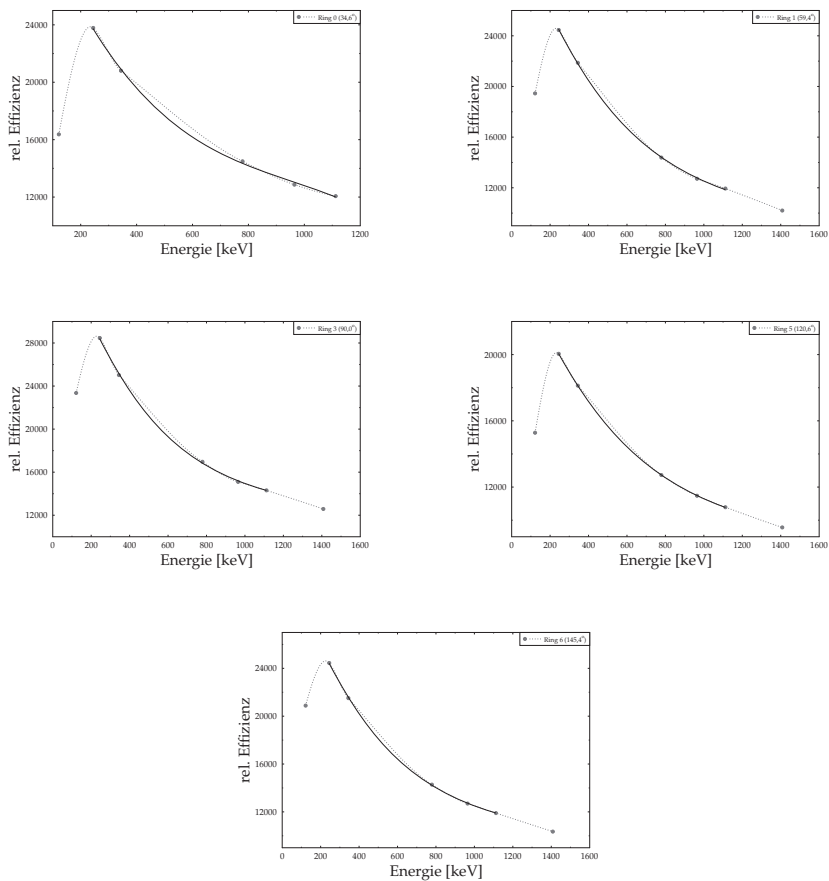 Ring 0 (34,6°)
24000
20000
16000
12000
rel. Effizienz
0 200 400 600 800 1000 1200
Energie [keV]
Ring 1 (59,4°)
24000
20000
16000
12000
rel. Effizienz
0 200 400 600 800 1000 1200 1400 1600
Energie [keV]
Ring 3 (90,0°)
28000
24000
20000
16000
12000
rel. Effizienz
0 200 400 600 800 1000 1200 1400 1600
Energie [keV]
Ring 5 (120,6°)
20000
16000
12000
rel. Effizienz
0 200 400 600 800 1000 1200 1400 1600
Energie [keV]
Ring 6 (145,4°)
24000
20000
16000
12000
rel. Effizienz
0 200 400 600 800 1000 1200 1400 1600
Energie [keV]